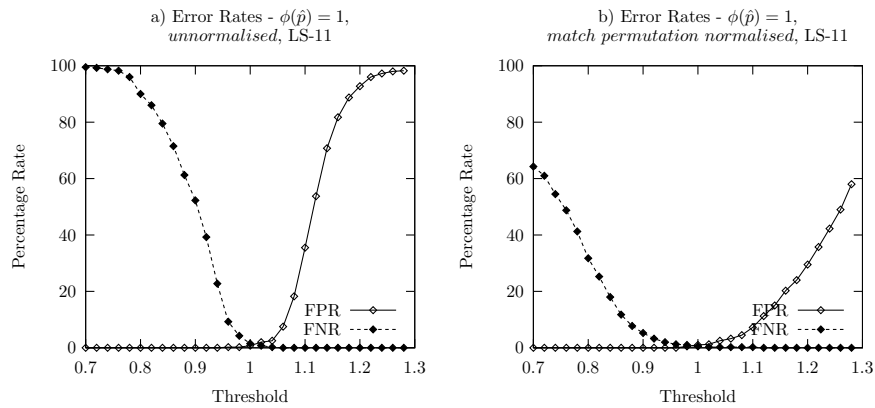 a) Error Rates - ϕ(p̂) = 1,
unnormalised, LS-11
100
80
60
40
20
0
0.7 0.8 0.9 1 1.1 1.2 1.3
Percentage Rate
Threshold
FPR
FNR
b) Error Rates - ϕ(p̂) = 1,
match permutation normalised, LS-11
100
80
60
40
20
0
0.7 0.8 0.9 1 1.1 1.2 1.3
Percentage Rate
Threshold
FPR
FNR